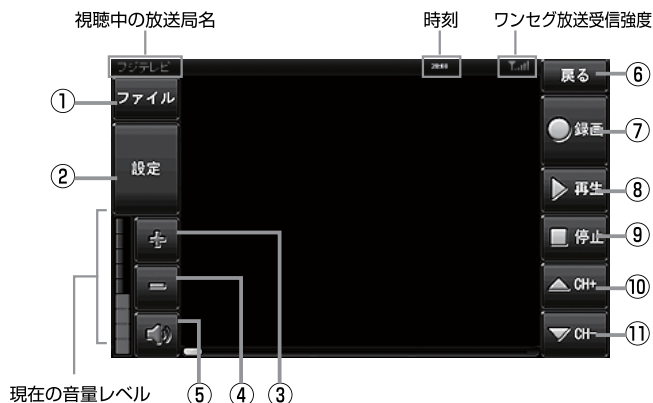 視聴中の放送局名
時刻
ワンセグ放送受信強度
フジテレビ
戻る
⑥
①
ファイル
録画
⑦
②
設定
再生
⑧
停止
⑨
CH+
⑩
CH-
⑪
現在の音量レベル
⑤
④
③